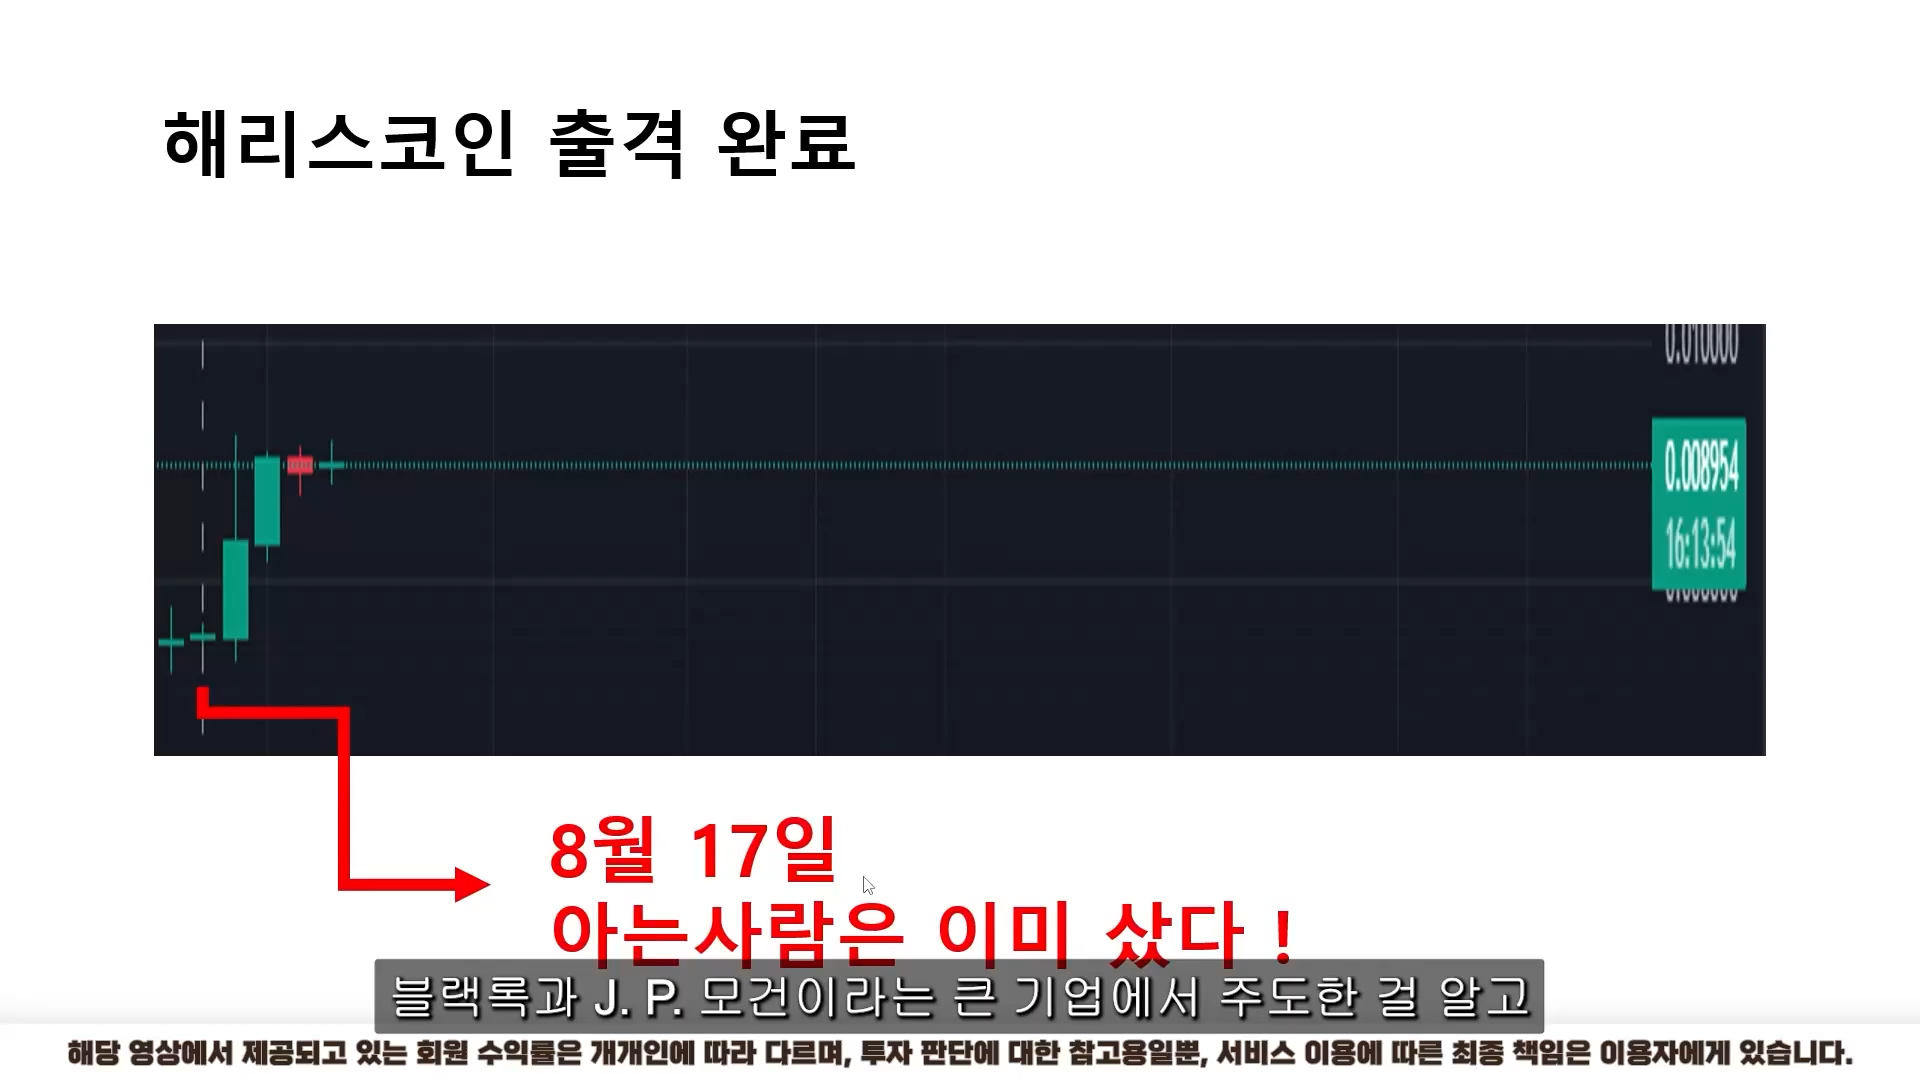 해리스코인 출격 완료
0.010000
0.008954
16:13:54
8월 17일
아는사람은 이미 샀다 !
블랙록과 J. P. 모건이라는 큰 기업에서 주도한 걸 알고
해당 영상에서 제공되고 있는 회원 수익률은 개개인에 따라 다르며, 투자 판단에 대한 참고용일뿐, 서비스 이용에 따른 최종 책임은 이용자에게 있습니다.